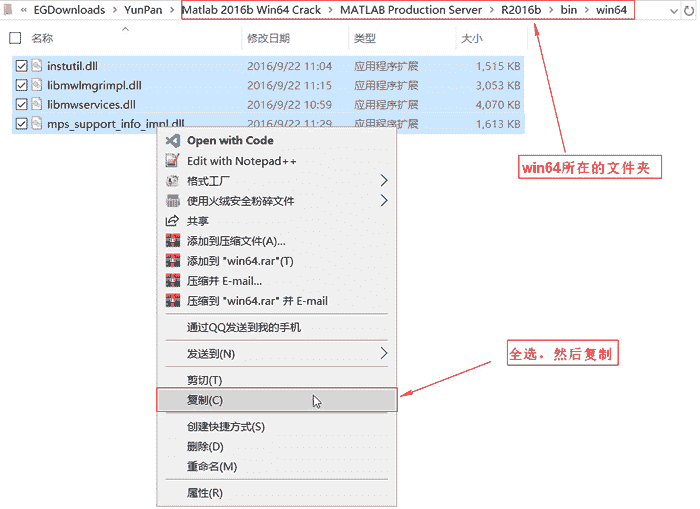 « EGDownloads > YunPan > Matlab 2016b Win64 Crack > MATLAB Production Server > R2016b > bin > win64
名称 修改日期 类型 大小
instutil.dll 2016/9/22 11:04 应用程序扩展 1,515 KB
libmwlmgrimpl.dll 2016/9/22 11:15 应用程序扩展 3,053 KB
libmwservices.dll 2016/9/22 10:59 应用程序扩展 4,070 KB
mps_support_info_impl.dll 2016/9/22 11:29 应用程序扩展 1,613 KB
Open with Code
Edit with Notepad++
win64所在的文件夹
格式工厂
使用火绒安全粉碎文件
共享
添加到压缩文件(A)...
添加到 "win64.rar"(T)
压缩并 E-mail...
压缩到 "win64.rar" 并 E-mail
通过QQ发送到我的手机
发送到(N)
全选，然后复制
剪切(T)
复制(C)
创建快捷方式(S)
删除(D)
重命名(M)
属性(R)